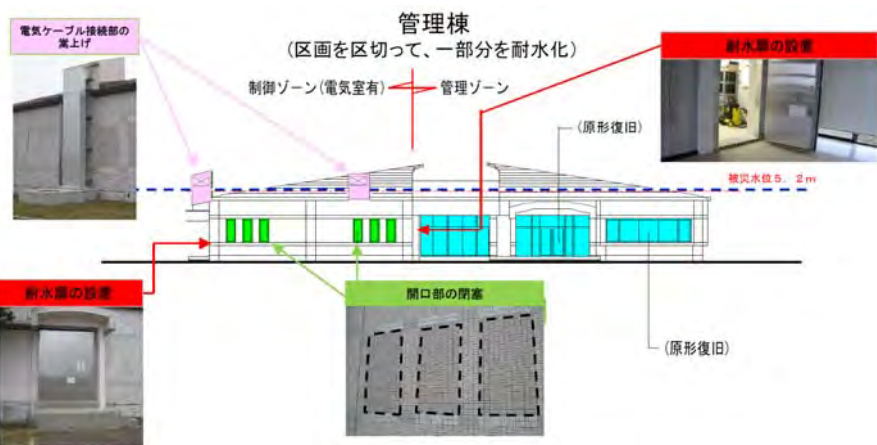 管理棟
(区画を区切って、一部分を耐水化)
電気ケーブル接続部の
嵩上げ
制御ゾーン(電気室有)
管理ゾーン
耐水扉の設置
(原形復旧)
被災水位5.2m
耐水扉の設置
開口部の閉塞
(原形復旧)